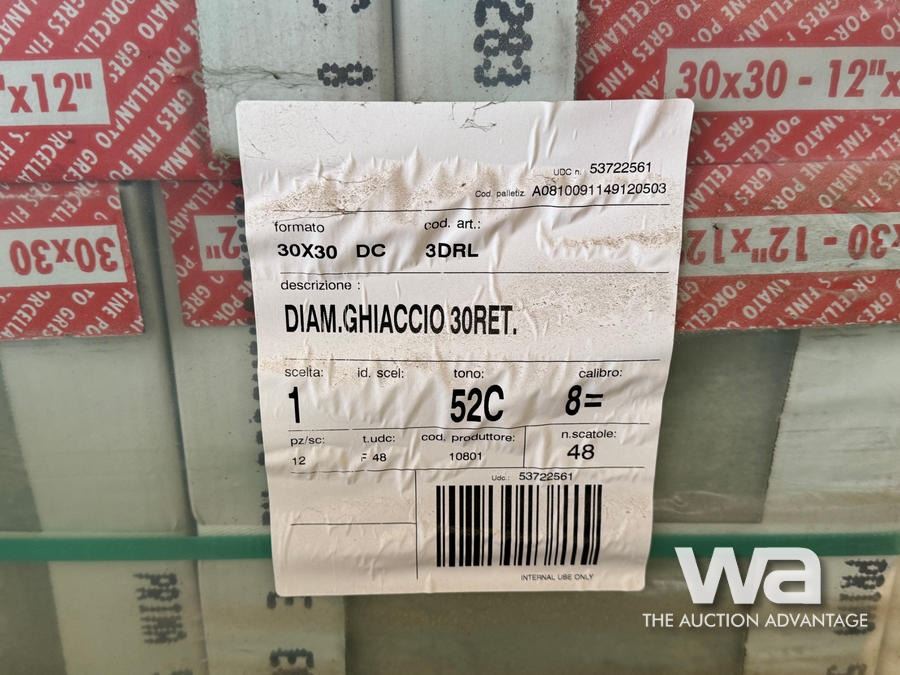 283
30x30 - 12"x
"x12"
GRES FINE PORCELLANATO
UDC n. 53722561
Cod. palletiz. A0810091149120503
formato cod. art.:
30X30 DC 3DRL
descrizione :
DIAM.GHIACCIO 30RET.
scelta: id. scel: tono: calibro:
1 52C 8=
pz/sc: t.udc: cod. produttore: n.scatole:
12 F 48 10801 48
Udc.: 53722561
INTERNAL USE ONLY
30x30
wa
THE AUCTION ADVANTAGE